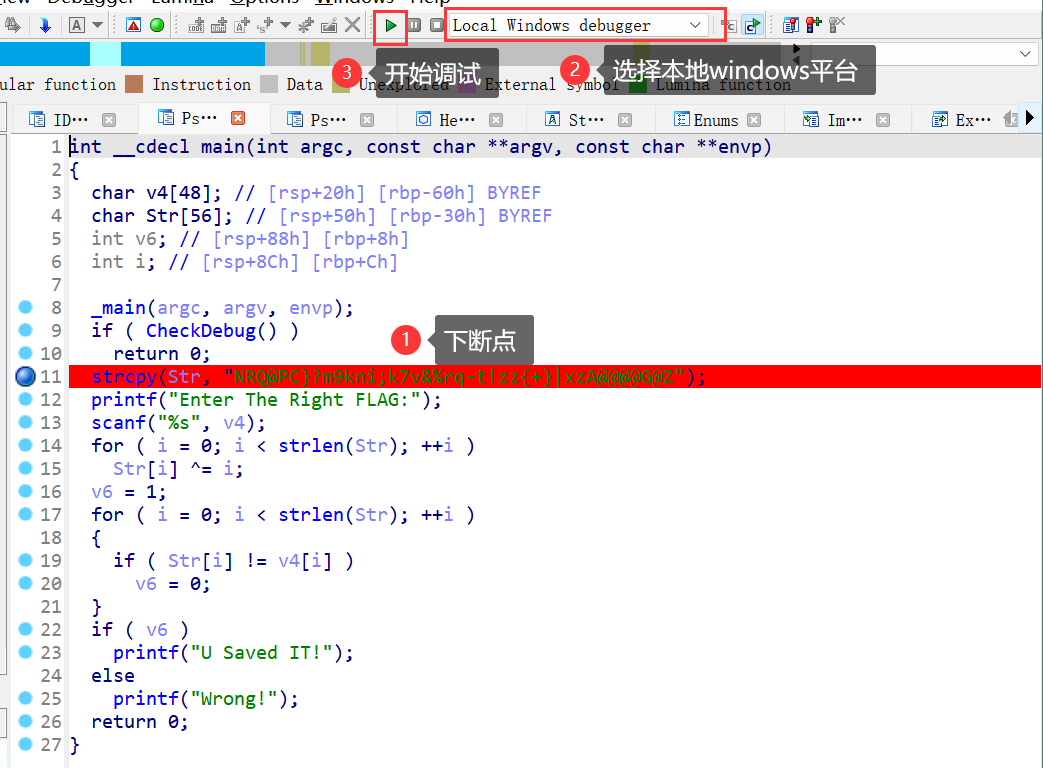 Debugger Lumina Options Windows Help
Local Windows debugger
3 开始调试
2 选择本地windows平台
ular function Instruction Data Unexplored External symbol Lumina function
ID··· Ps··· Ps··· He··· St··· Enums Im··· Ex···
1 int __cdecl main(int argc, const char **argv, const char **envp)
2 {
3 char v4[48]; // [rsp+20h] [rbp-60h] BYREF
4 char Str[56]; // [rsp+50h] [rbp-30h] BYREF
5 int v6; // [rsp+88h] [rbp+8h]
6 int i; // [rsp+8Ch] [rbp+Ch]
7
8 _main(argc, argv, envp);
9 if ( CheckDebug() )
1 下断点
10 return 0;
11 strcpy(Str, "NRQ@PC}?m9kni;k7v&%rq-t!zz{+}|xzA@@@@G@Z");
12 printf("Enter The Right FLAG:");
13 scanf("%s", v4);
14 for ( i = 0; i < strlen(Str); ++i )
15 Str[i] ^= i;
16 v6 = 1;
17 for ( i = 0; i < strlen(Str); ++i )
18 {
19 if ( Str[i] != v4[i] )
20 v6 = 0;
21 }
22 if ( v6 )
23 printf("U Saved IT!");
24 else
25 printf("Wrong!");
26 return 0;
27 }